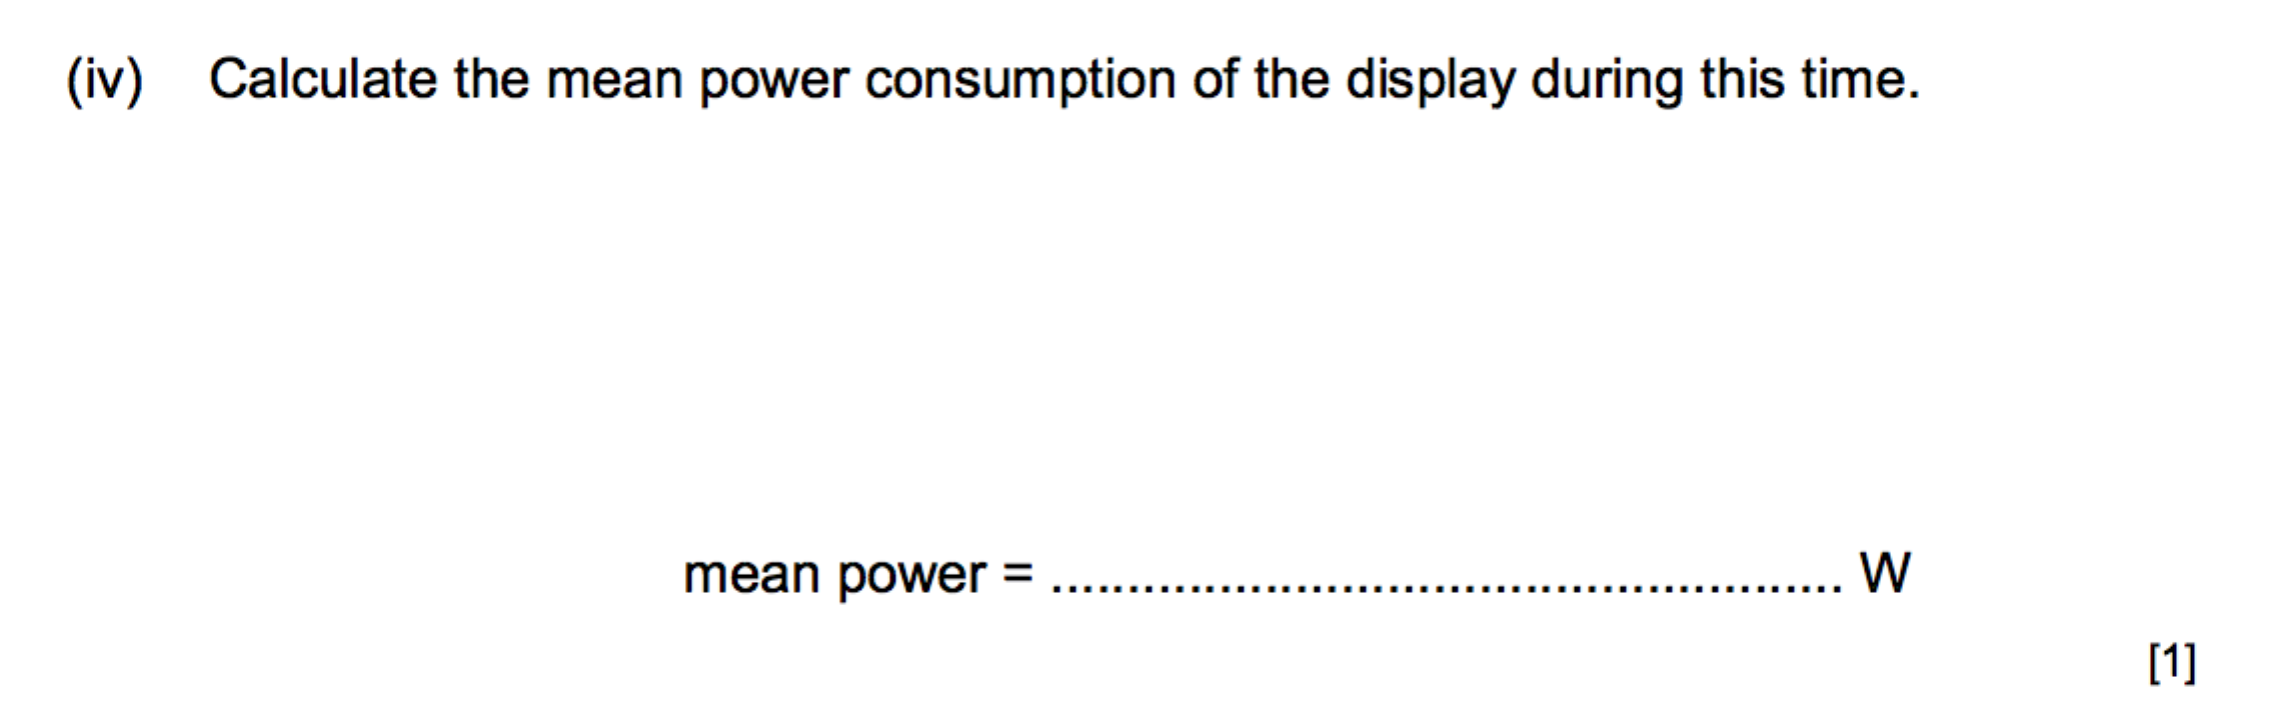 (iv) Calculate the mean power consumption of the display during this time.
mean power = .................................................... W
[1]